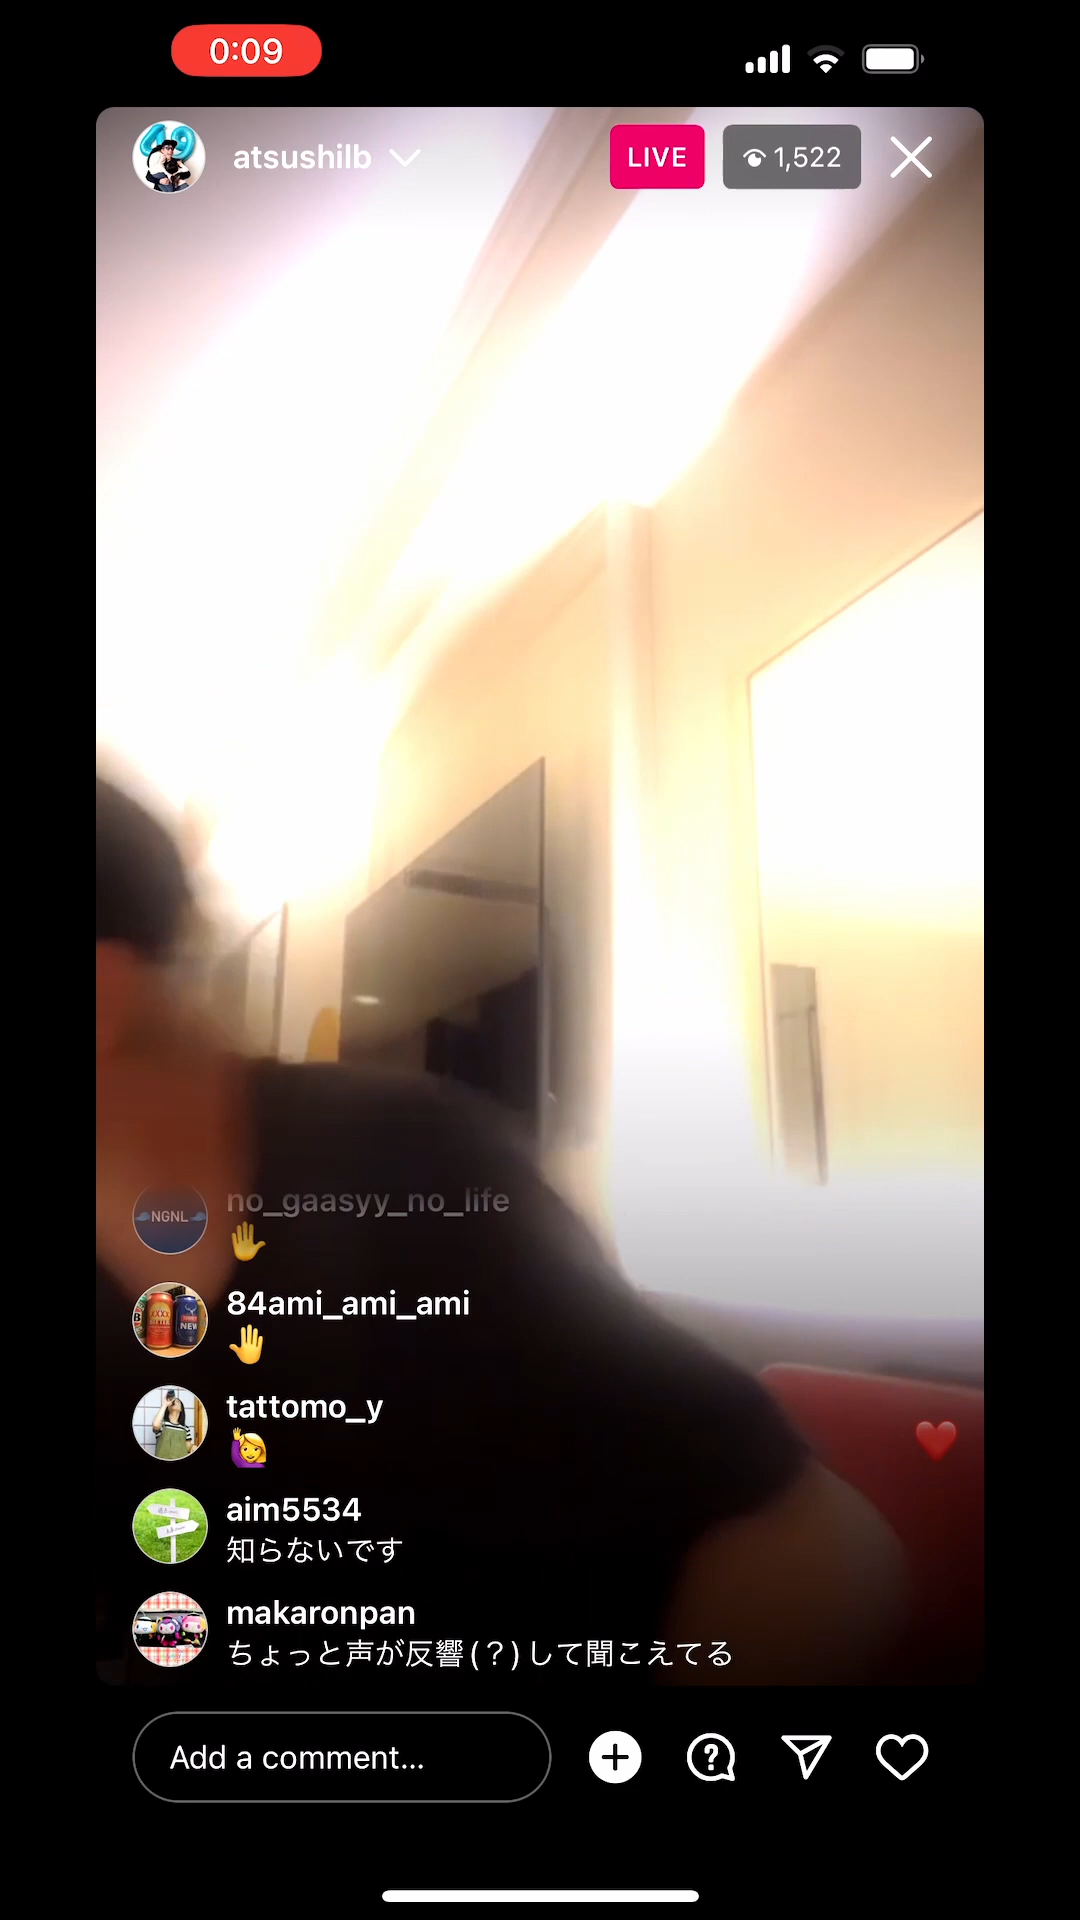 0:09
atsushilb
LIVE
1,522
no_gaasyy_no_life
NGNL
🤚
84ami_ami_ami
🤚
tattomo_y
🙋‍♀️
aim5534
知らないです
makaronpan
ちょっと声が反響(？)して聞こえてる
Add a comment...